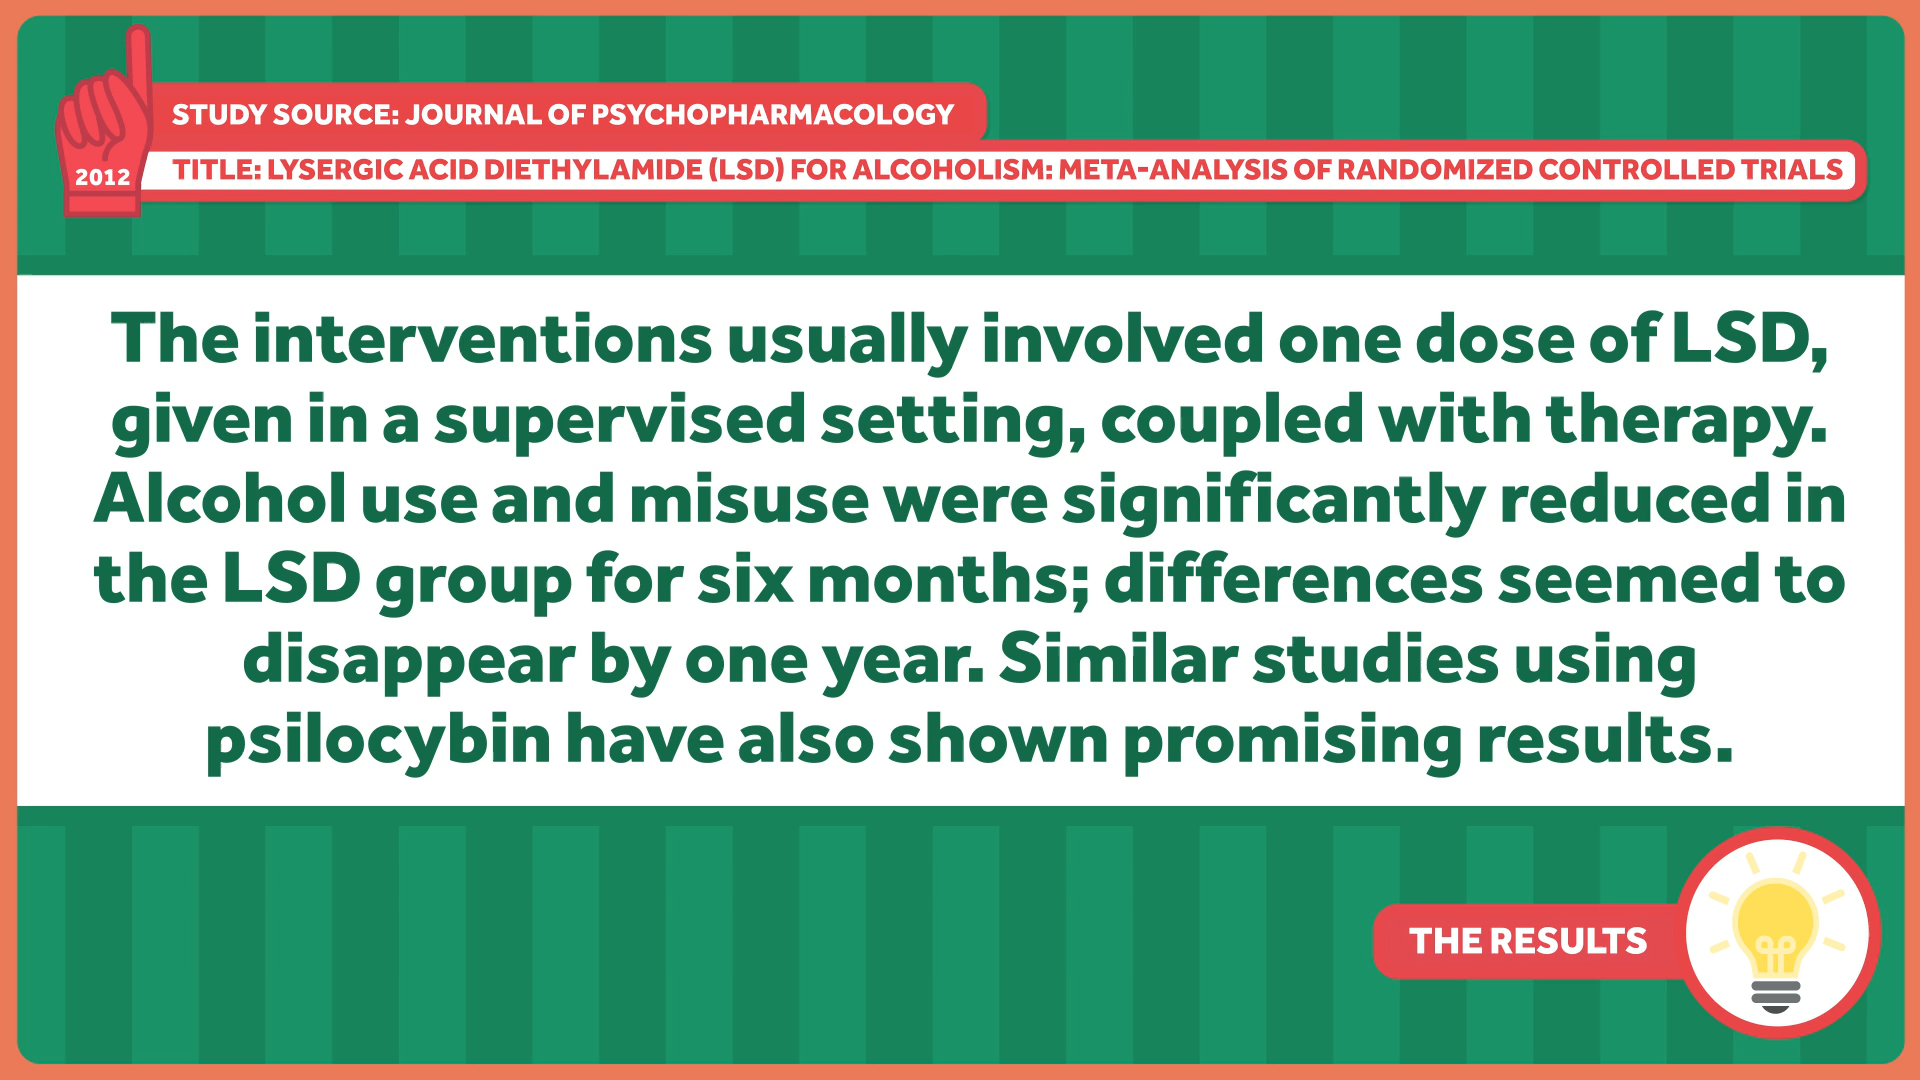 STUDY SOURCE: JOURNAL OF PSYCHOPHARMACOLOGY
2012
TITLE: LYSERGIC ACID DIETHYLAMIDE (LSD) FOR ALCOHOLISM: META-ANALYSIS OF RANDOMIZED CONTROLLED TRIALS
The interventions usually involved one dose of LSD,
given in a supervised setting, coupled with therapy.
Alcohol use and misuse were significantly reduced in
the LSD group for six months; differences seemed to
disappear by one year. Similar studies using
psilocybin have also shown promising results.
THE RESULTS